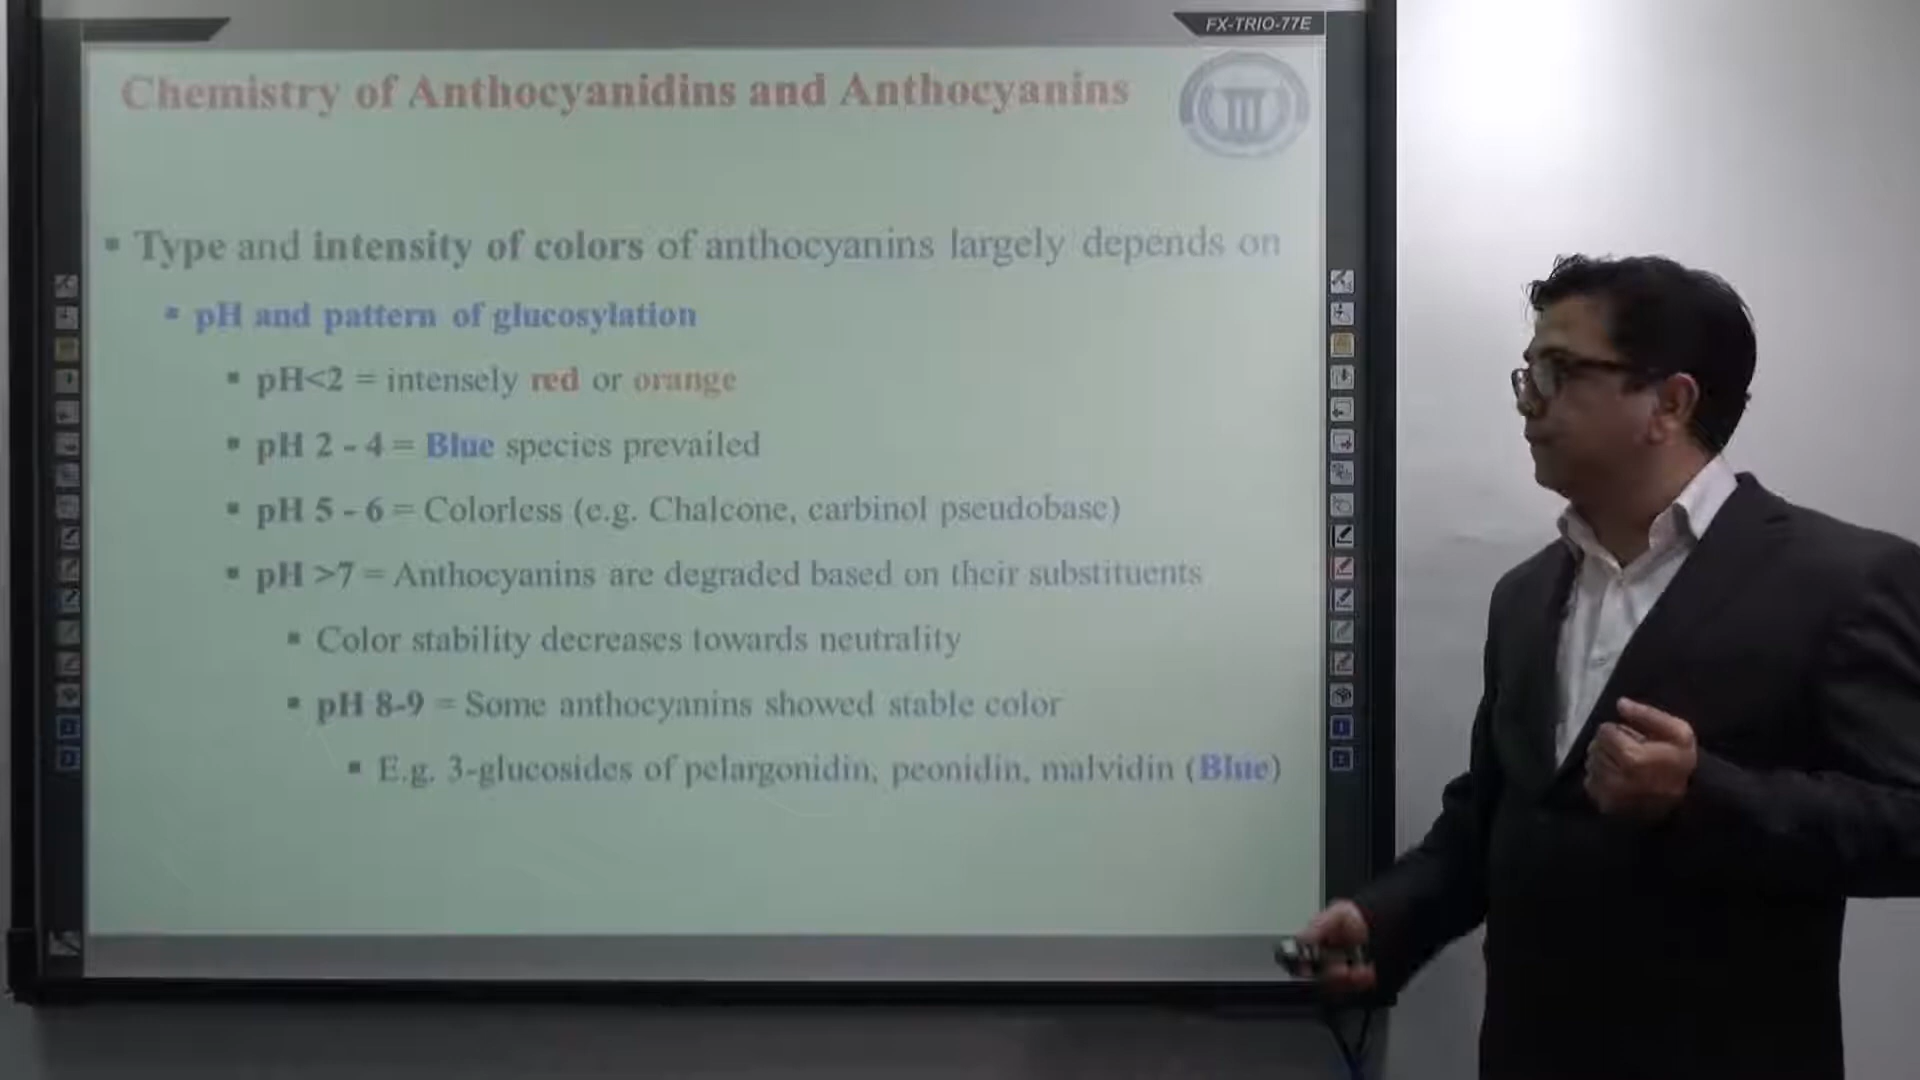 FX-TRIO-77E
Chemistry of Anthocyanidins and Anthocyanins
▪ Type and intensity of colors of anthocyanins largely depends on
▪ pH and pattern of glucosylation
▪ pH<2 = intensely red or orange
▪ pH 2 - 4 = Blue species prevailed
▪ pH 5 - 6 = Colorless (e.g. Chalcone, carbinol pseudobase)
▪ pH >7 = Anthocyanins are degraded based on their substituents
▪ Color stability decreases towards neutrality
▪ pH 8-9 = Some anthocyanins showed stable color
▪ E.g. 3-glucosides of pelargonidin, peonidin, malvidin (Blue)